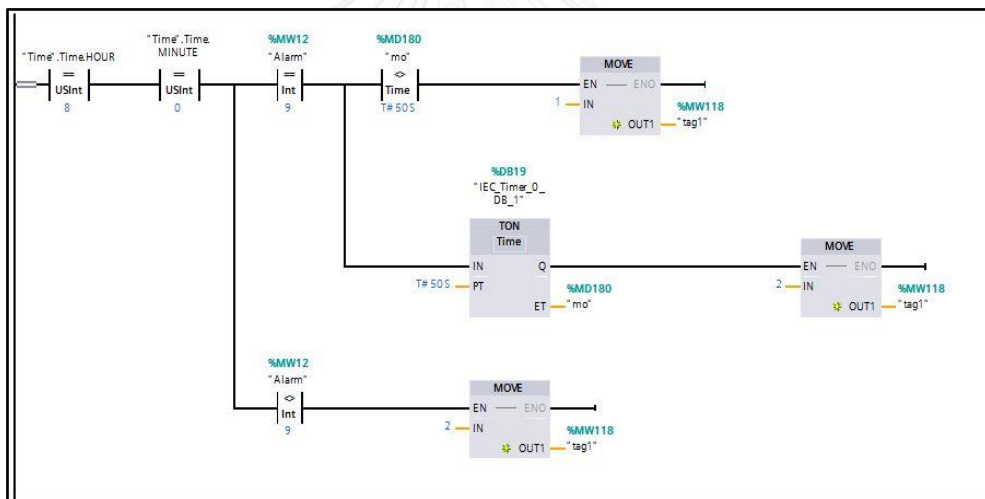 "Time".Time.HOUR
==
USInt
8
"Time".Time.
MINUTE
==
USInt
0
%MW12
"Alarm"
==
Int
9
%MD180
"mo"
<>
Time
T#50S
MOVE
EN
ENO
1
IN
OUT1
%MW118
"tag1"
%DB19
"IEC_Timer_0_
DB_1"
TON
Time
IN
Q
T#50S
PT
ET
%MD180
"mo"
MOVE
EN
ENO
2
IN
OUT1
%MW118
"tag1"
%MW12
"Alarm"
<>
Int
9
MOVE
EN
ENO
2
IN
OUT1
%MW118
"tag1"